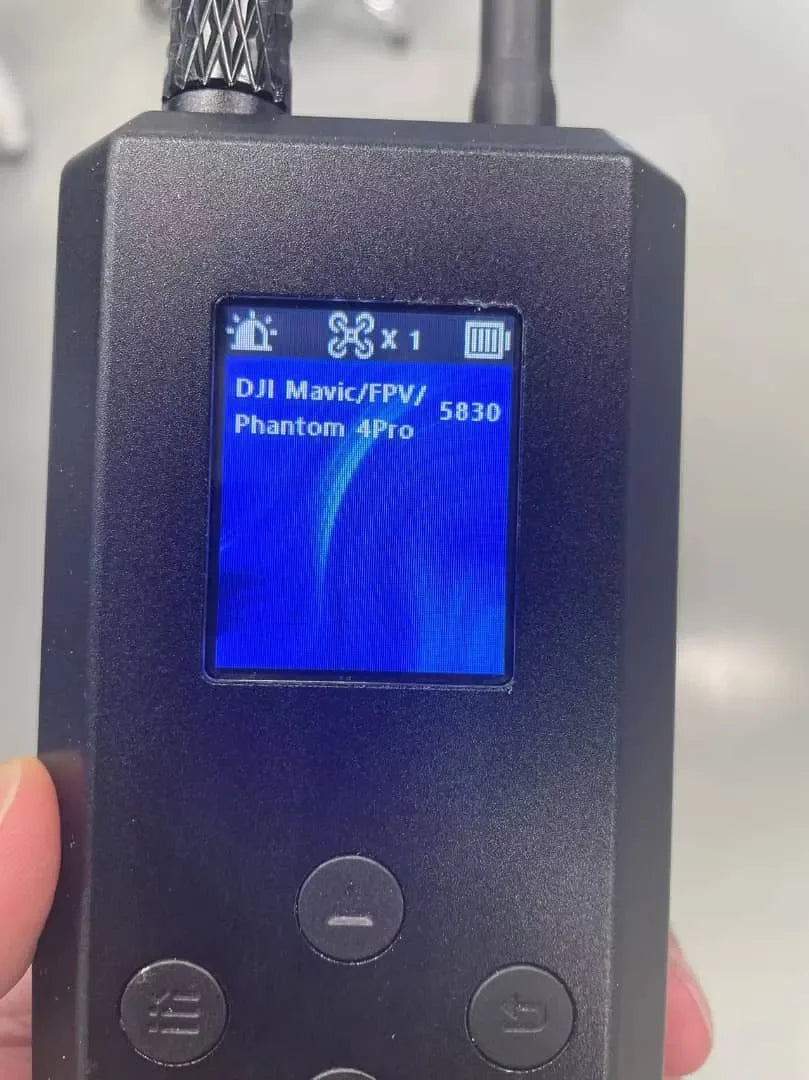 X 1
DJI Mavic/FPV/
Phantom 4Pro
5830